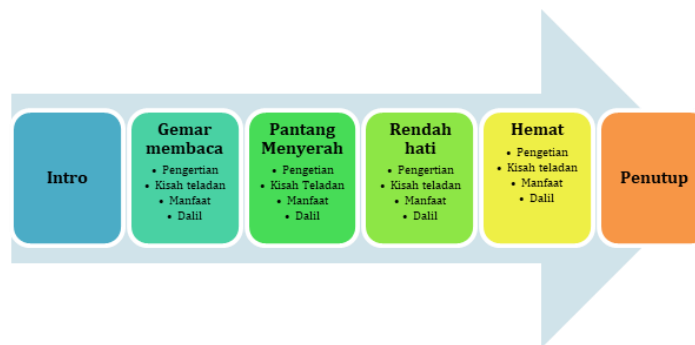 Intro
Gemar
membaca
• Pengertian
• Kisah teladan
• Manfaat
• Dalil
Pantang
Menyerah
• Pengetian
• Kisah Teladan
• Manfaat
• Dalil
Rendah
hati
• Pengertian
• Kisah teladan
• Manfaat
• Dalil
Hemat
• Pengetian
• Kisah teladan
• Manfaat
• Dalil
Penutup